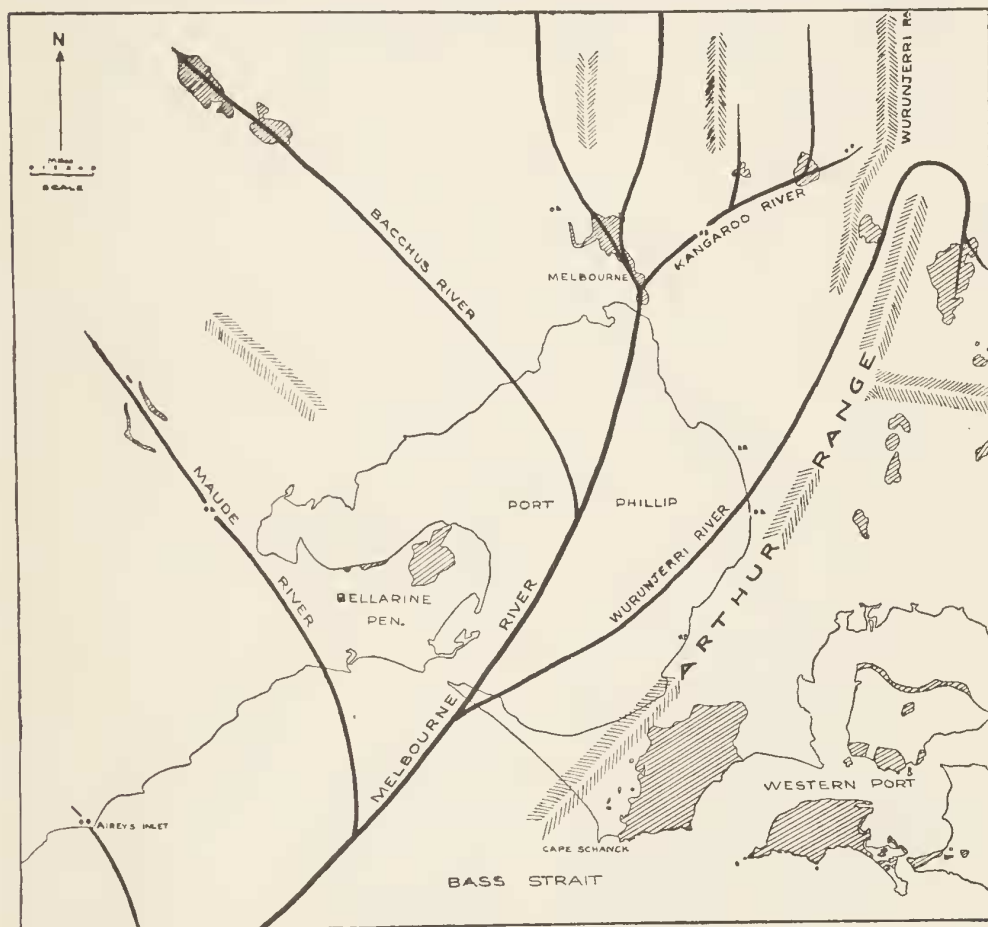 N
MILES
SCALE
WURUNJERRI RA.
BACCHUS RIVER
KANGAROO RIVER
MELBOURNE
MAUDE
RIVER
PORT PHILLIP
ARTHUR RANGE
WURUNJERRI RIVER
BELLARINE
PEN.
MELBOURNE RIVER
AIREYS INLET
WESTERN PORT
CAPE SCHANCK
BASS STRAIT